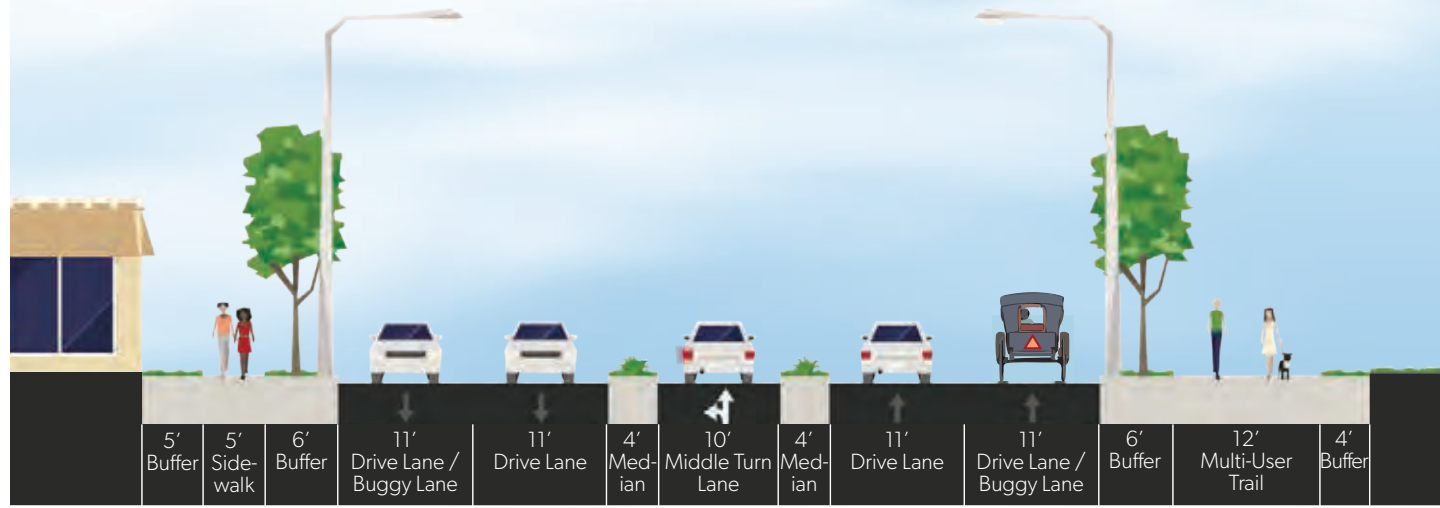 5’
Buffer
5’
Side-
walk
6’
Buffer
11’
Drive Lane /
Buggy Lane
11’
Drive Lane
4’
Med-
ian
10’
Middle Turn
Lane
4’
Med-
ian
11’
Drive Lane
11’
Drive Lane /
Buggy Lane
6’
Buffer
12’
Multi-User
Trail
4’
Buffer